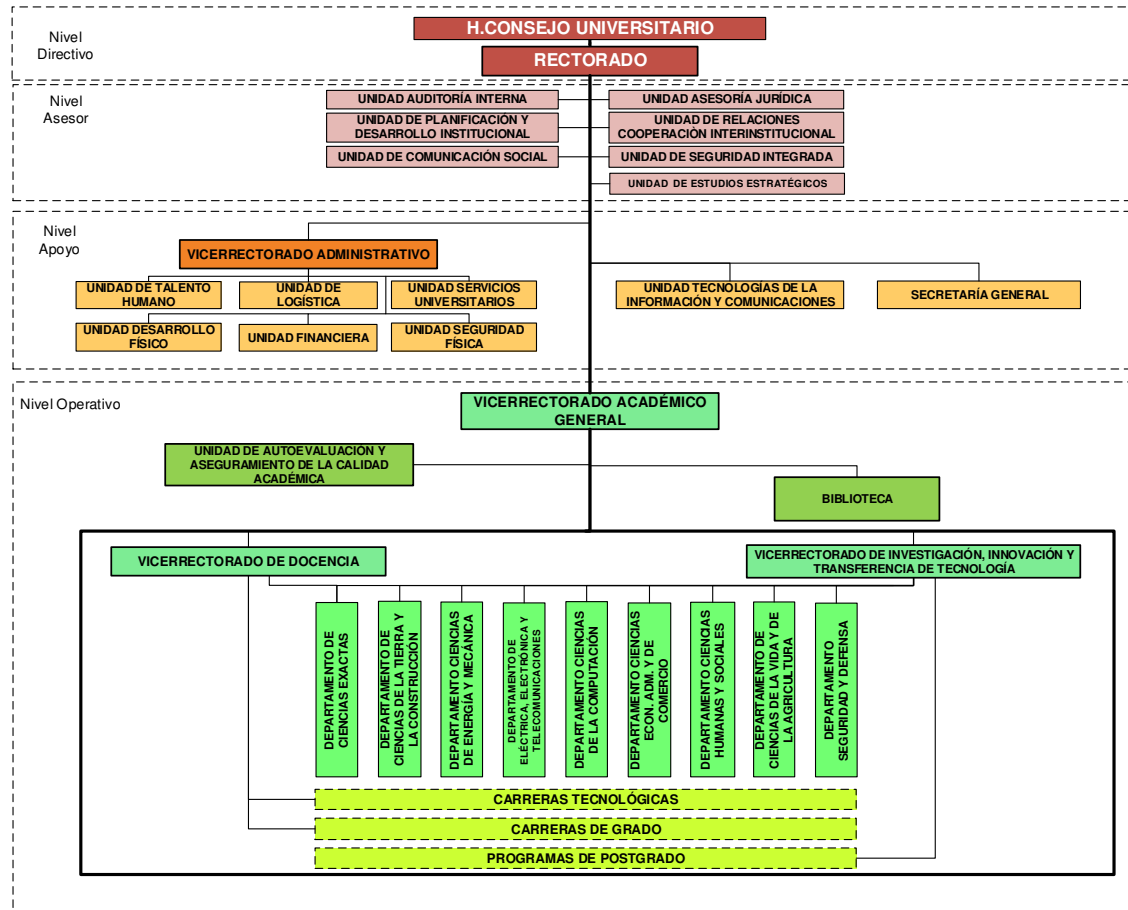 Nivel
Directivo
H.CONSEJO UNIVERSITARIO
RECTORADO
Nivel
Asesor
UNIDAD AUDITORÍA INTERNA
UNIDAD ASESORÍA JURÍDICA
UNIDAD DE PLANIFICACIÓN Y
DESARROLLO INSTITUCIONAL
UNIDAD DE RELACIONES
COOPERACIÒN INTERINSTITUCIONAL
UNIDAD DE COMUNICACIÓN SOCIAL
UNIDAD DE SEGURIDAD INTEGRADA
UNIDAD DE ESTUDIOS ESTRATÉGICOS
Nivel
Apoyo
VICERRECTORADO ADMINISTRATIVO
UNIDAD DE TALENTO
HUMANO
UNIDAD DE
LOGÍSTICA
UNIDAD SERVICIOS
UNIVERSITARIOS
UNIDAD TECNOLOGÍAS DE LA
INFORMACIÓN Y COMUNICACIONES
SECRETARÍA GENERAL
UNIDAD DESARROLLO
FÍSICO
UNIDAD FINANCIERA
UNIDAD SEGURIDAD
FÍSICA
Nivel Operativo
VICERRECTORADO ACADÉMICO
GENERAL
UNIDAD DE AUTOEVALUACIÓN Y
ASEGURAMIENTO DE LA CALIDAD
ACADÉMICA
BIBLIOTECA
VICERRECTORADO DE DOCENCIA
VICERRECTORADO DE INVESTIGACIÓN, INNOVACIÓN Y
TRANSFERENCIA DE TECNOLOGÍA
DEPARTAMENTO DE
CIENCIAS EXACTAS
DEPARTAMENTO DE
CIENCIAS DE LA TIERRA Y
LA CONSTRUCCIÓN
DEPARTAMENTO CIENCIAS
DE ENERGÍA Y MECÁNICA
DEPARTAMENTO DE
ELÉCTRICA, ELECTRÓNICA Y
TELECOMUNICACIONES
DEPARTAMENTO CIENCIAS
DE LA COMPUTACIÓN
DEPARTAMENTO CIENCIAS
ECON. ADM. Y DE
COMERCIO
DEPARTAMENTO CIENCIAS
HUMANAS Y SOCIALES
DEPARTAMENTO DE
CIENCIAS DE LA VIDA Y DE
LA AGRICULTURA
DEPARTAMENTO
SEGURIDAD Y DEFENSA
CARRERAS TECNOLÓGICAS
CARRERAS DE GRADO
PROGRAMAS DE POSTGRADO